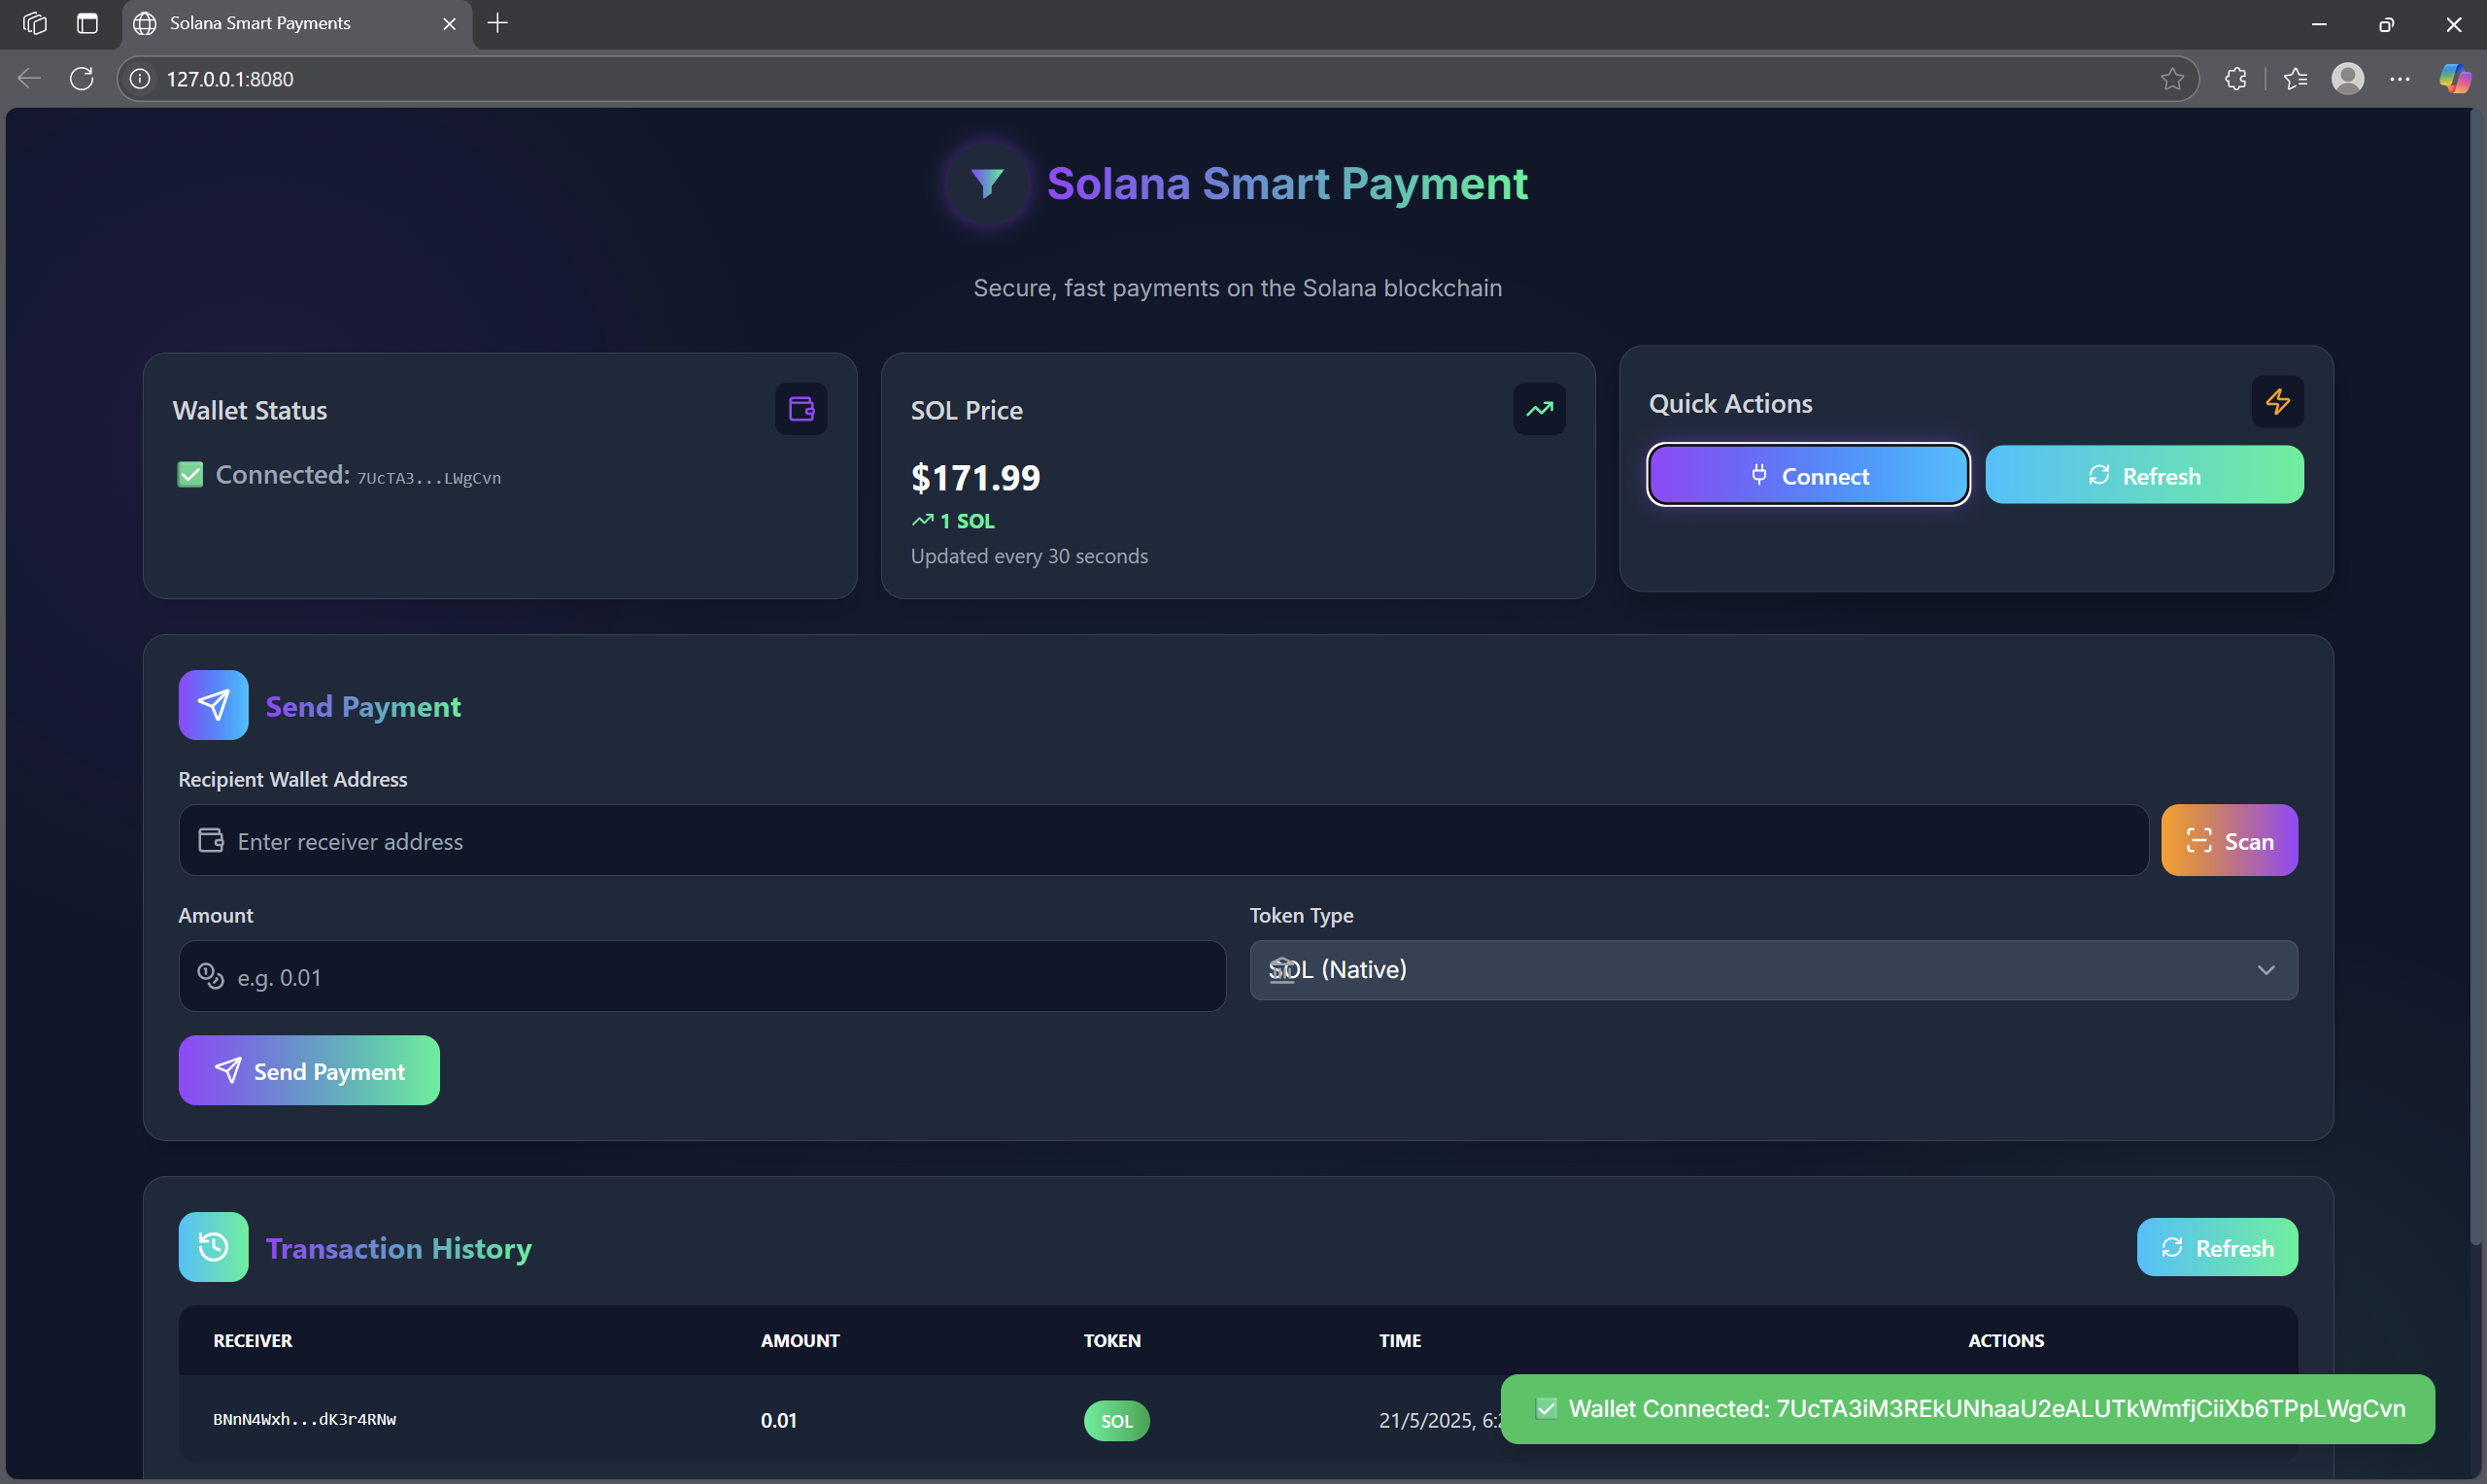 Solana Smart Payments
127.0.0.1:8080
Solana Smart Payment
Secure, fast payments on the Solana blockchain
Wallet Status
Connected: 7UcTA3...LWgCvn
SOL Price
$171.99
1 SOL
Updated every 30 seconds
Quick Actions
Connect
Refresh
Send Payment
Recipient Wallet Address
Enter receiver address
Scan
Amount
e.g. 0.01
Token Type
SOL (Native)
Send Payment
Transaction History
Refresh
RECEIVER AMOUNT TOKEN TIME ACTIONS
BNnN4Wxh...dK3r4RNw 0.01 SOL 21/5/2025,
Wallet Connected: 7UcTA3iM3REkUNhaaU2eALUTkWmfjCiiXb6TPpLWgCvn